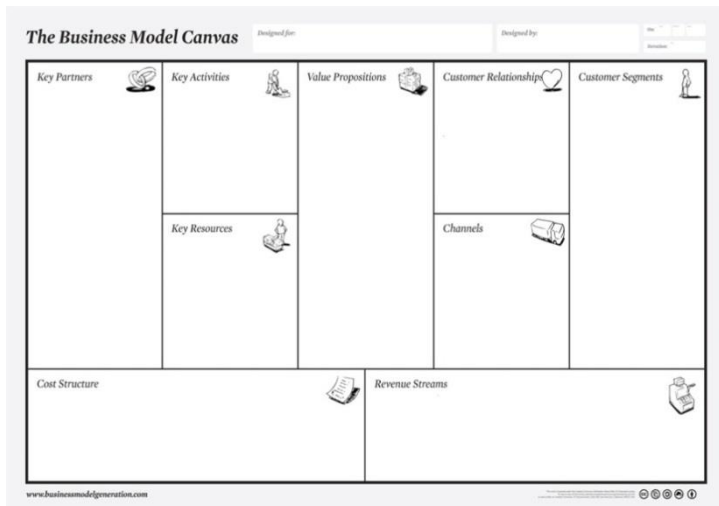 The Business Model Canvas
Designed for:
Designed by:
Iteration:
Key Partners
Key Activities
Value Propositions
Customer Relationships
Customer Segments
Key Resources
Channels
Cost Structure
Revenue Streams
www.businessmodelgeneration.com